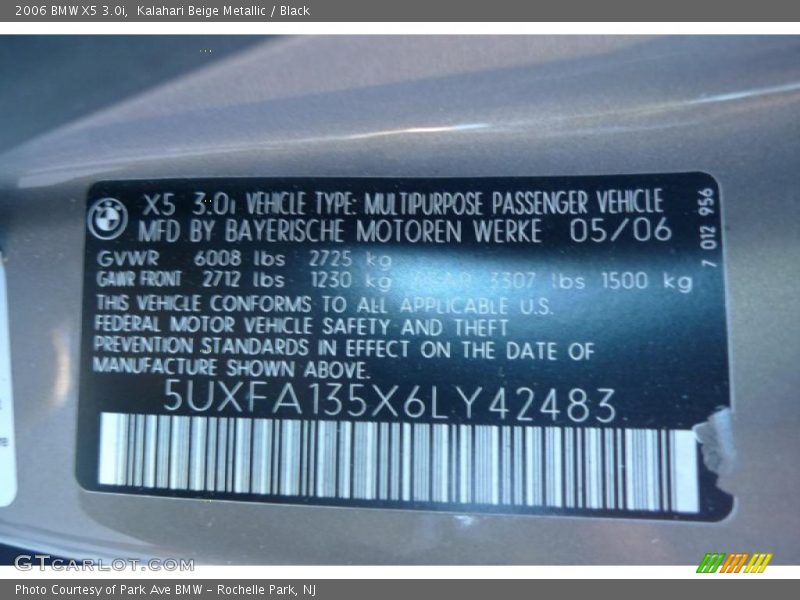 2006 BMW X5 3.0i,  Kalahari Beige Metallic / Black
X5 3.0i VEHICLE TYPE: MULTIPURPOSE PASSENGER VEHICLE
MFD BY BAYERISCHE MOTOREN WERKE 05/06
7 012 956
GVWR 6008 lbs 2725 kg
GAWR FRONT 2712 lbs 1230 kg REAR 3307 lbs 1500 kg
THIS VEHICLE CONFORMS TO ALL APPLICABLE U.S.
FEDERAL MOTOR VEHICLE SAFETY AND THEFT
PREVENTION STANDARDS IN EFFECT ON THE DATE OF
MANUFACTURE SHOWN ABOVE.
5UXFA135X6LY42483
GTCARLOT.COM
Photo Courtesy of Park Ave BMW - Rochelle Park, NJ